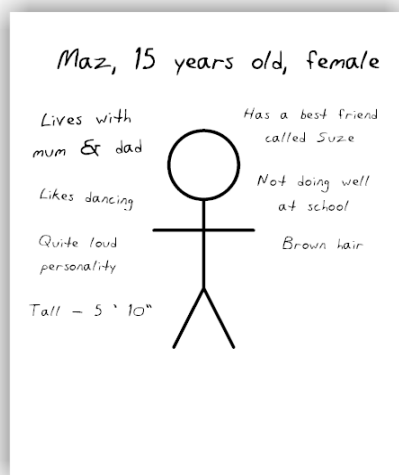 Maz, 15 years old, female
Lives with
mum & dad
Likes dancing
Quite loud
personality
Tall - 5 ' 10"
Has a best friend
called Suze
Not doing well
at school
Brown hair